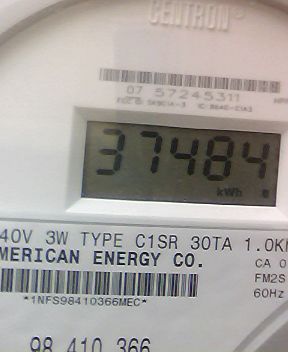 CENTRON®
07 57245311
37484
kWh
40V 3W TYPE C1SR 30TA 1.0K
MERICAN ENERGY CO.
CA 0
FM2S
60Hz
*1NFS98410366MEC*
98 410 366